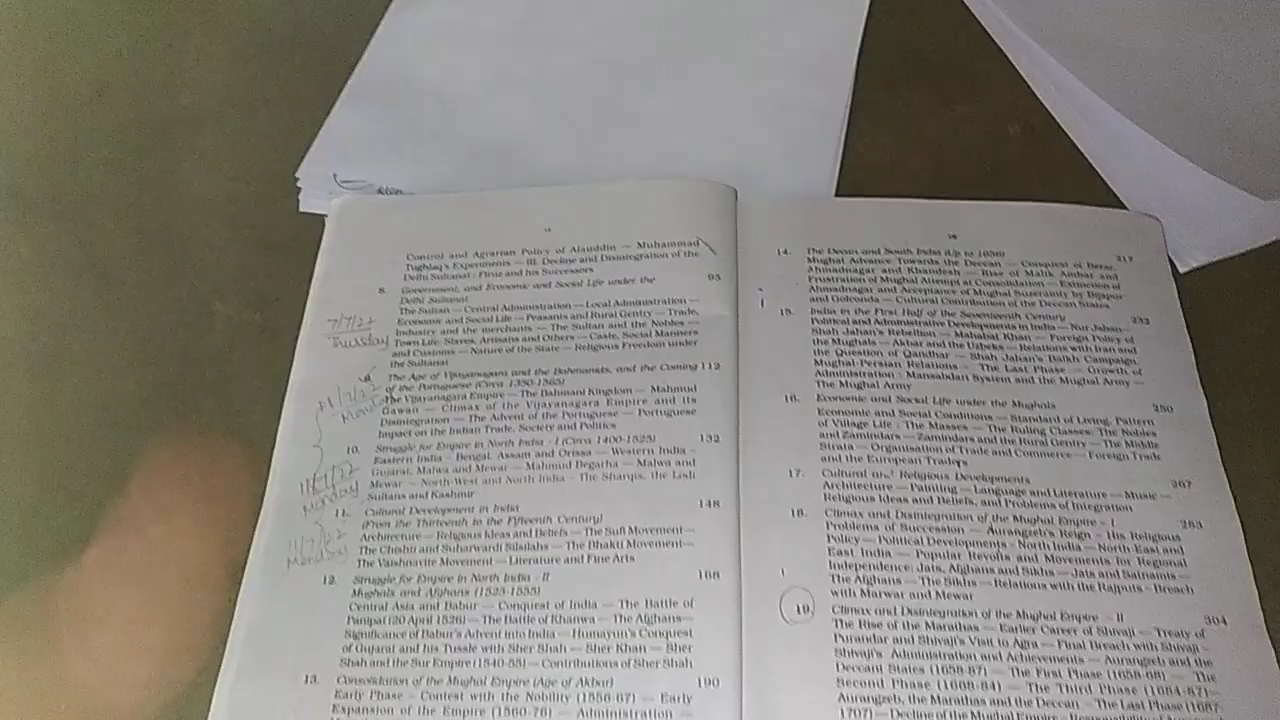 Control and Agrarian Policy of Alauddin — Muhammad
Tughlaq's Experiments — III. Decline and Disintegration of the
Delhi Sultanat : Firuz and his Successors
8. Government, and Economic and Social Life under the 93
Delhi Sultanat
The Sultan — Central Administration — Local Administration —
Economic and Social Life — Peasants and Rural Gentry — Trade,
Industry and the merchants — The Sultan and the Nobles —
Town Life: Slaves, Artisans and Others — Caste, Social Manners
and Customs — Nature of the State — Religious Freedom under
the Sultanat
7/7/22
Thursday
The Age of Vijayanagara and the Bahmanids, and the Coming 112
of the Portuguese (Circa 1350-1565)
The Vijayanagara Empire — The Bahmani Kingdom — Mahmud
Gawan — Climax of the Vijayanagara Empire and its
Disintegration — The Advent of the Portuguese — Portuguese
Impact on the Indian Trade, Society and Politics
10. Struggle for Empire in North India - I (Circa 1400-1525) 132
Eastern India - Bengal, Assam and Orissa — Western India -
Gujarat, Malwa and Mewar - Mahmud Begarha — Malwa and
Mewar — North-West and North India - The Sharqis, the Lodi
Sultans and Kashmir
11/7/22
Monday
11. Cultural Development in India 148
(From the Thirteenth to the Fifteenth Century)
Architecture — Religious Ideas and Beliefs — The Sufi Movement—
The Chishti and Suharwardi Silsilahs — The Bhakti Movement—
The Vaishnavite Movement — Literature and Fine Arts
11/7/22
Monday
12. Struggle for Empire in North India - II 168
Mughals and Afghans (1525-1555)
Central Asia and Babur — Conquest of India — The Battle of
Panipat (20 April 1526) — The Battle of Khanwa — The Afghans—
Significance of Babur's Advent into India — Humayun's Conquest
of Gujarat and his Tussle with Sher Shah — Sher Khan — Sher
Shah and the Sur Empire (1540-55) — Contributions of Sher Shah
13. Consolidation of the Mughal Empire (Age of Akbar) 190
Early Phase - Contest with the Nobility (1556-67) — Early
Expansion of the Empire (1560-76) — Administration —
14. The Deccan and South India (Up to 1656) 217
Mughal Advance Towards the Deccan — Conquest of Berar,
Ahmadnagar and Khandesh — Rise of Malik Ambar and
Frustration of Mughal Attempt at Consolidation — Extinction of
Ahmadnagar and Acceptance of Mughal Suzerainty by Bijapur
and Golconda — Cultural Contribution of the Deccan States
15. India in the First Half of the Seventeenth Century 232
Political and Administrative Developments in India — Nur Jahan-
Shah Jahan's Rebellion — Mahabat Khan — Foreign Policy of
the Mughals — Akbar and the Uzbeks — Relations with Iran and
the Question of Qandhar — Shah Jahan's Balkh Campaign
Mughal-Persian Relations — The Last Phase — Growth of
Administration : Mansabdari System and the Mughal Army —
The Mughal Army
16. Economic and Social Life under the Mughals 250
Economic and Social Conditions — Standard of Living, Pattern
of Village Life : The Masses — The Ruling Classes: The Nobles
and Zamindars — Zamindars and the Rural Gentry — The Middle
Strata — Organisation of Trade and Commerce — Foreign Trade
and the European Traders
17. Cultural and Religious Developments 267
Architecture — Painting — Language and Literature — Music —
Religious Ideas and Beliefs, and Problems of Integration
18. Climax and Disintegration of the Mughal Empire - I 283
Problems of Succession — Aurangzeb's Reign - His Religious
Policy — Political Developments - North India — North-East and
East India — Popular Revolts and Movements for Regional
Independence: Jats, Afghans and Sikhs — Jats and Satnamis —
The Afghans — The Sikhs — Relations with the Rajputs - Breach
with Marwar and Mewar
19. Climax and Disintegration of the Mughal Empire - II 304
The Rise of the Marathas — Earlier Career of Shivaji — Treaty of
Purandar and Shivaji's Visit to Agra — Final Breach with Shivaji -
Shivaji's Administration and Achievements — Aurangzeb and the
Deccani States (1658-87) — The First Phase (1658-68) — The
Second Phase (1668-84) — The Third Phase (1684-87)—
Aurangzeb, the Marathas and the Deccan — The Last Phase (1687-
1707) — Decline of the Mughal Empire